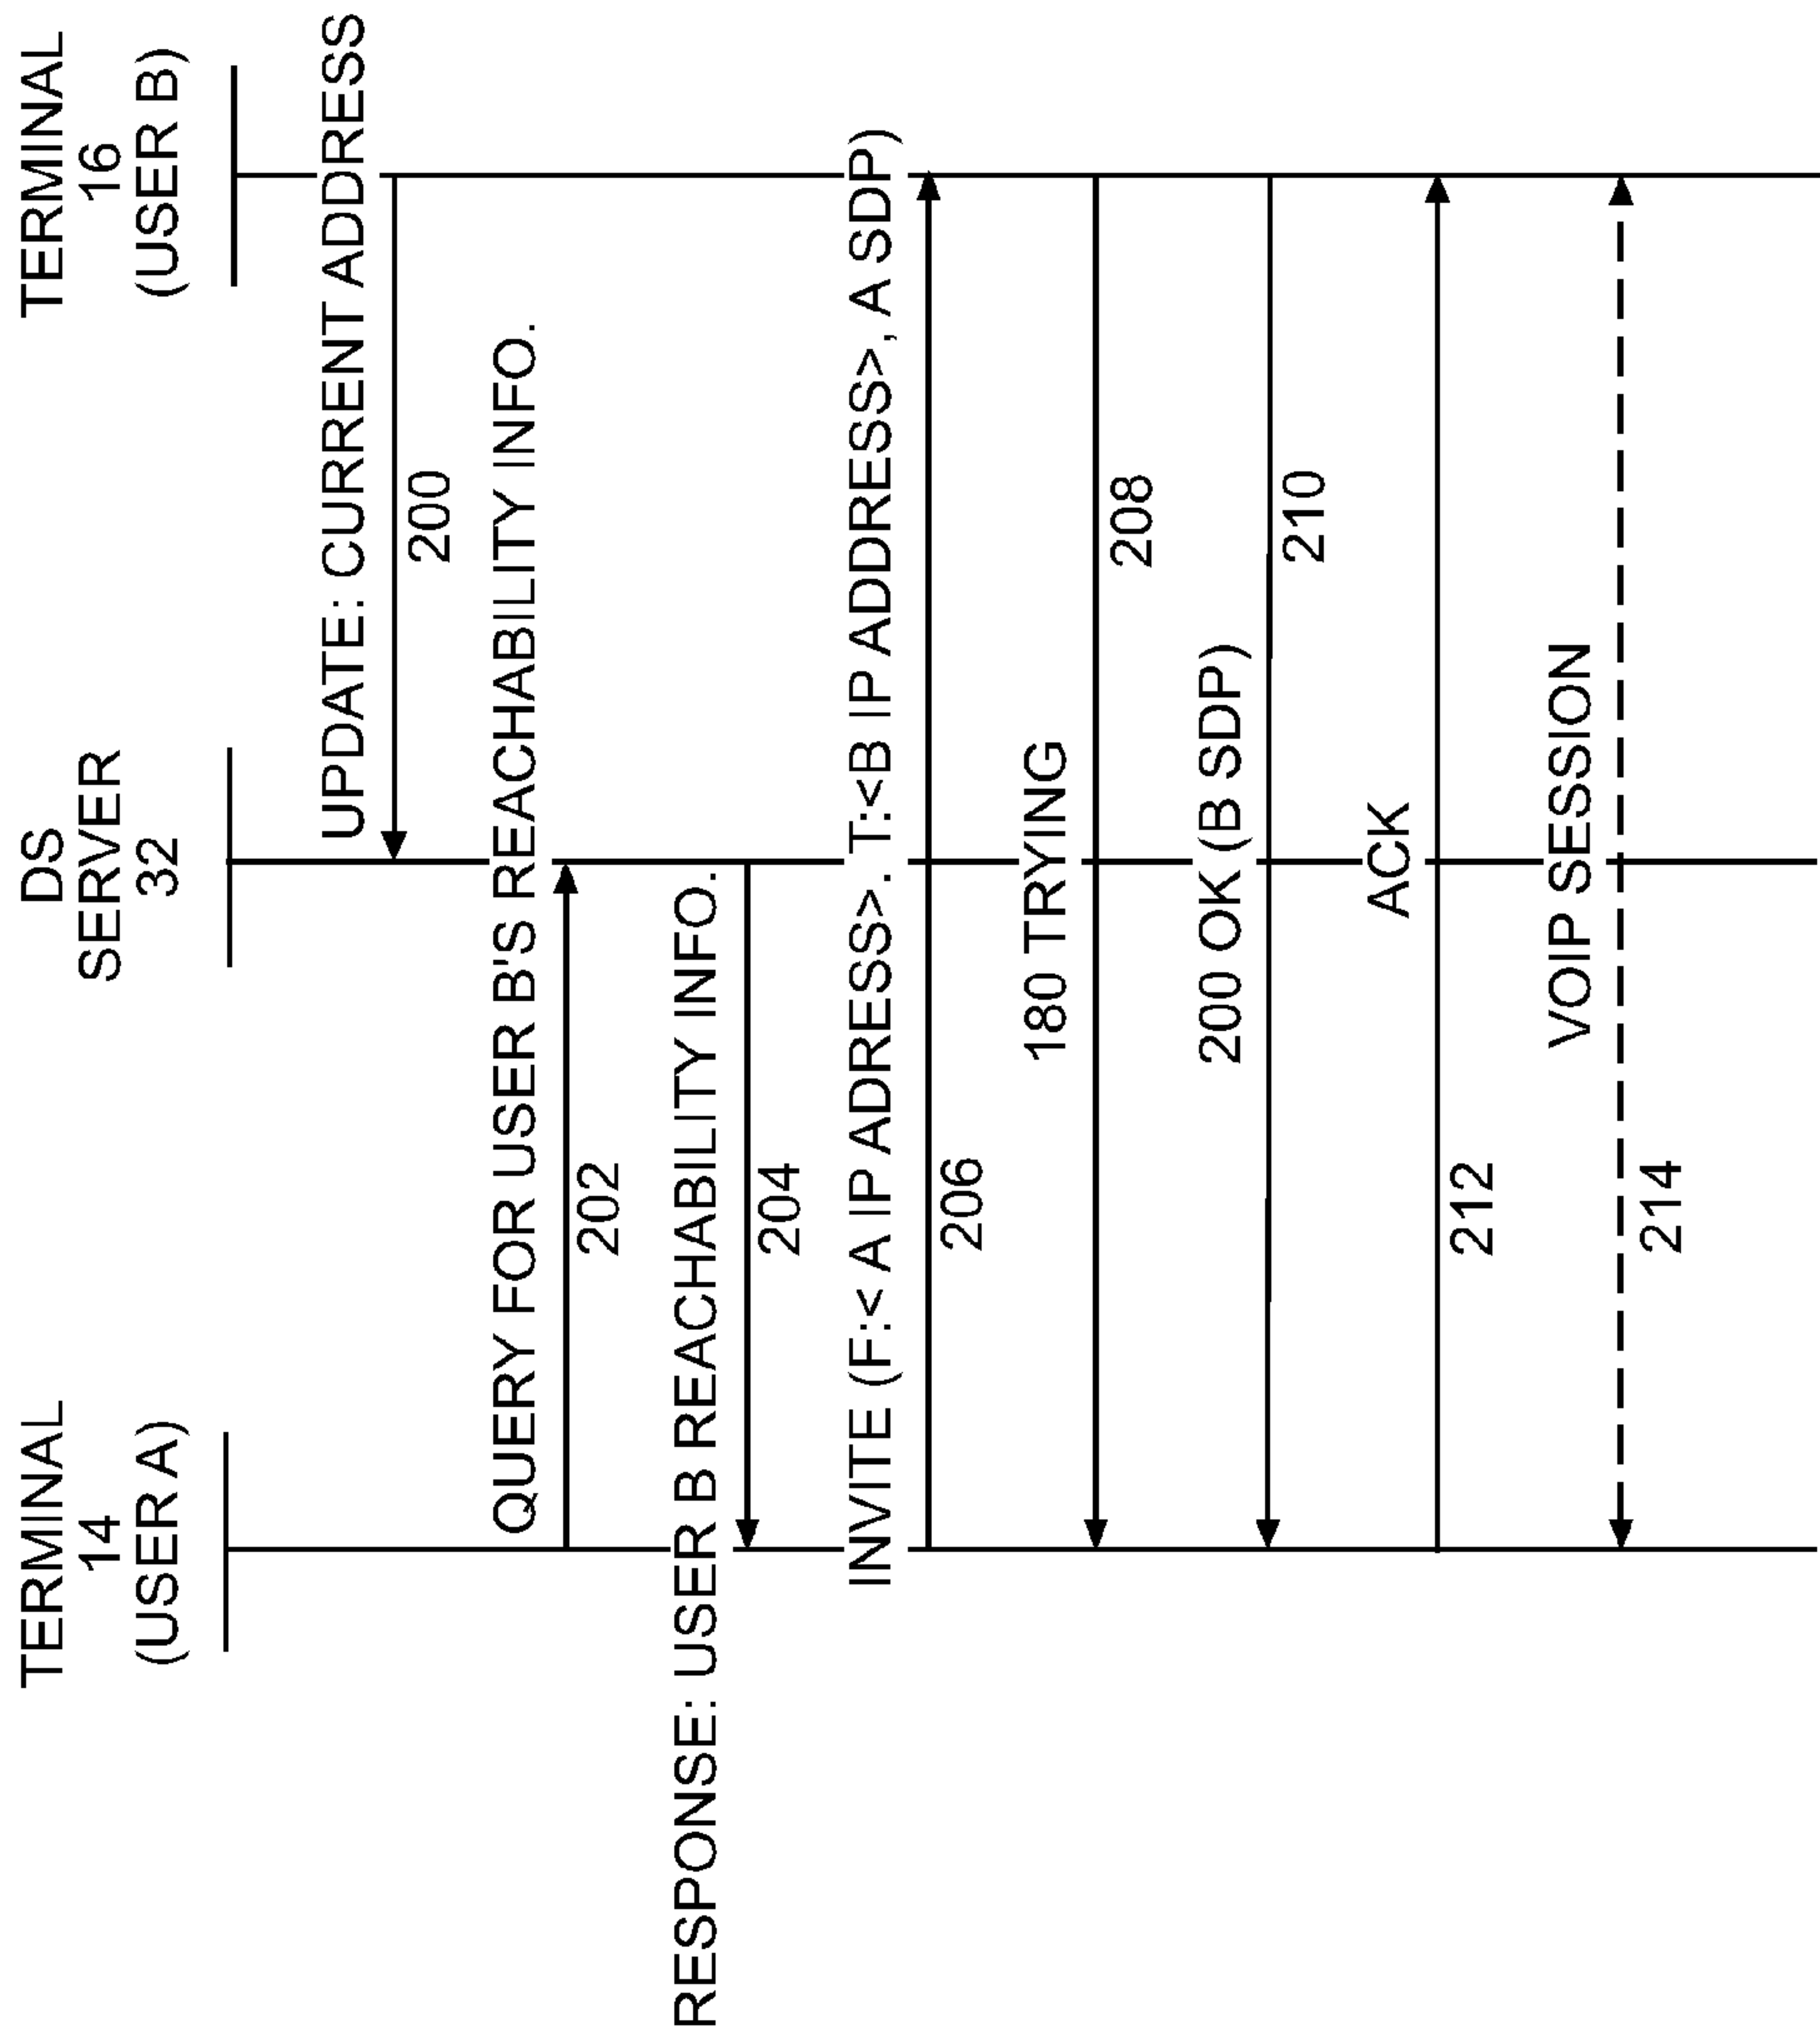 TERMINAL
14
(USER A)
DS
SERVER
32
TERMINAL
16
(USER B)
UPDATE: CURRENT ADDRESS
200
QUERY FOR USER B'S REACHABILITY INFO.
202
RESPONSE: USER B REACHABILITY INFO.
204
INVITE (F:< A IP ADDRESS>. T:<B IP ADDRESS>, A SDP)
206
180 TRYING
208
200 OK (B SDP)
210
ACK
212
VOIP SESSION
214